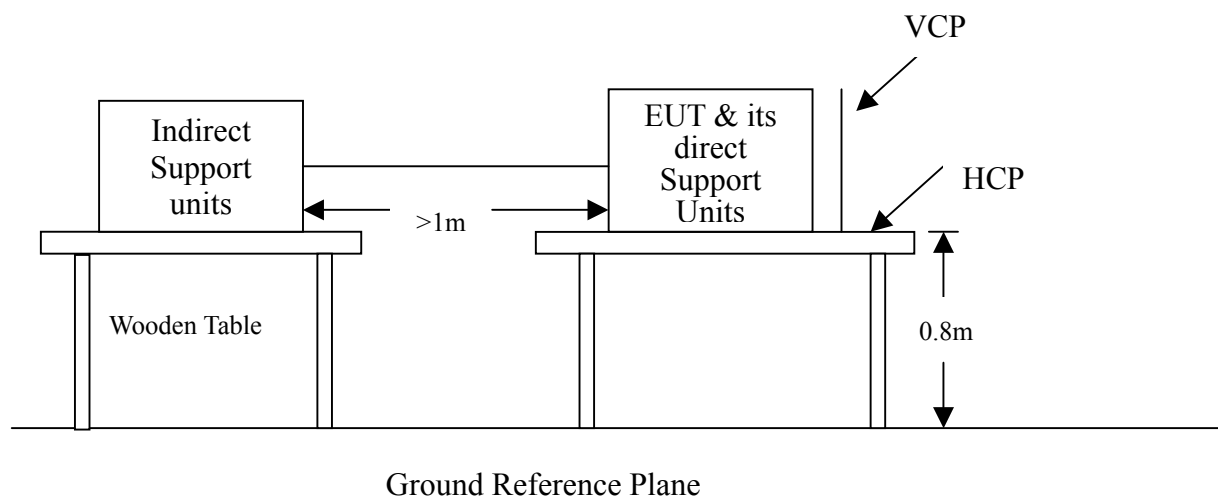 VCP
Indirect
Support
units
EUT & its
direct
Support
Units
HCP
>1m
Wooden Table
0.8m
Ground Reference Plane